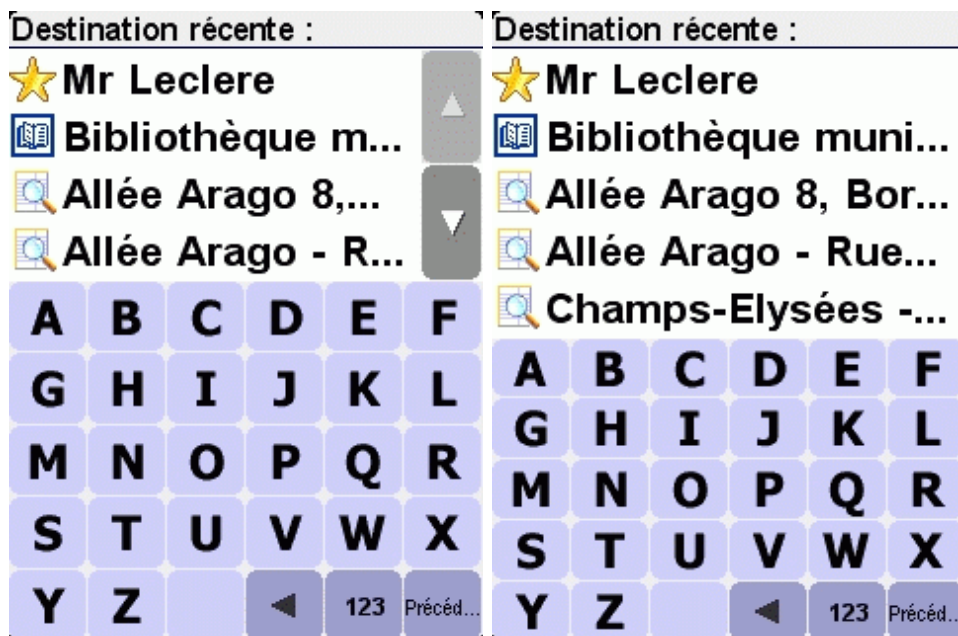 Destination récente :
Mr Leclere
Bibliothèque m...
Allée Arago 8,...
Allée Arago - R...
A B C D E F
G H I J K L
M N O P Q R
S T U V W X
Y Z 123 Précéd...
Destination récente :
Mr Leclere
Bibliothèque muni...
Allée Arago 8, Bor...
Allée Arago - Rue...
Champs-Elysées -...
A B C D E F
G H I J K L
M N O P Q R
S T U V W X
Y Z 123 Précéd..